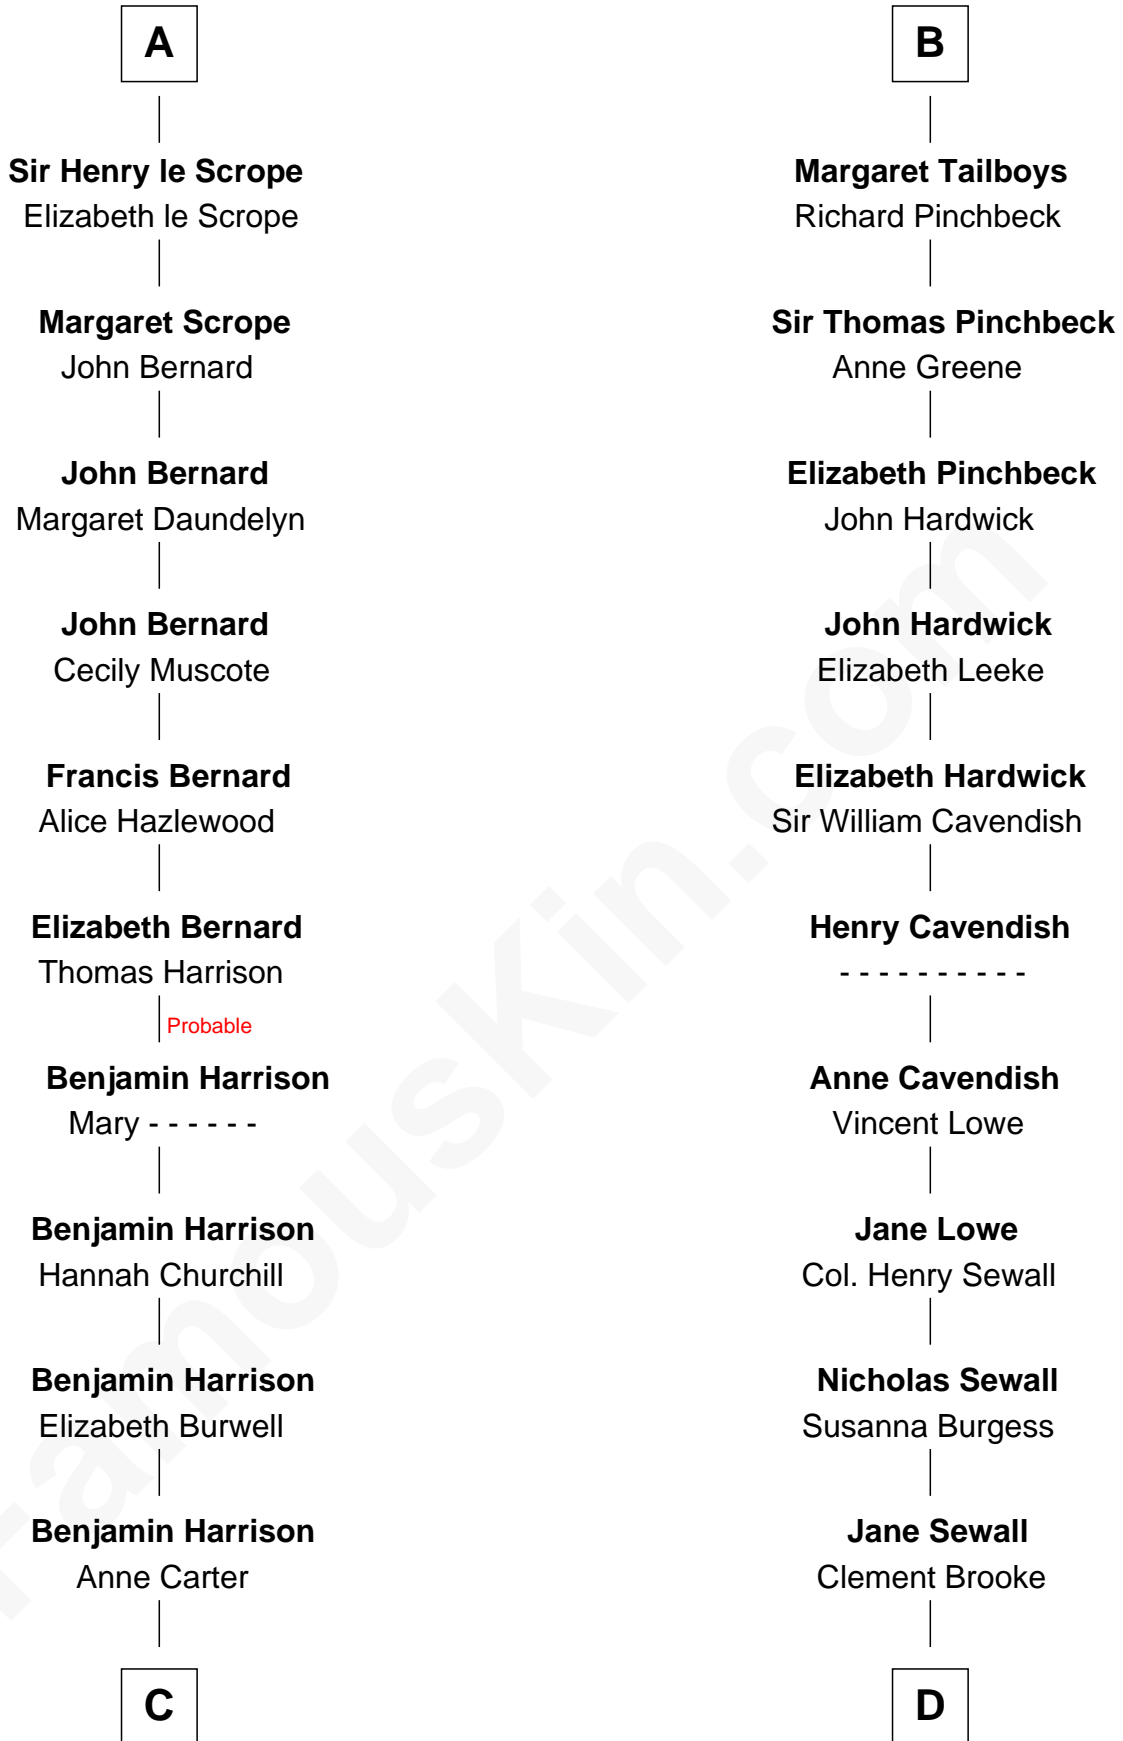 A
Sir Henry le Scrope
Elizabeth le Scrope
Margaret Scrope
John Bernard
John Bernard
Margaret Daundelyn
John Bernard
Cecily Muscote
Francis Bernard
Alice Hazlewood
Elizabeth Bernard
Thomas Harrison
Probable
Benjamin Harrison
Mary - - - - - -
Benjamin Harrison
Hannah Churchill
Benjamin Harrison
Elizabeth Burwell
Benjamin Harrison
Anne Carter
C
B
Margaret Tailboys
Richard Pinchbeck
Sir Thomas Pinchbeck
Anne Greene
Elizabeth Pinchbeck
John Hardwick
John Hardwick
Elizabeth Leeke
Elizabeth Hardwick
Sir William Cavendish
Henry Cavendish
- - - - - - - - - -
Anne Cavendish
Vincent Lowe
Jane Lowe
Col. Henry Sewall
Nicholas Sewall
Susanna Burgess
Jane Sewall
Clement Brooke
D
FamousKin.com